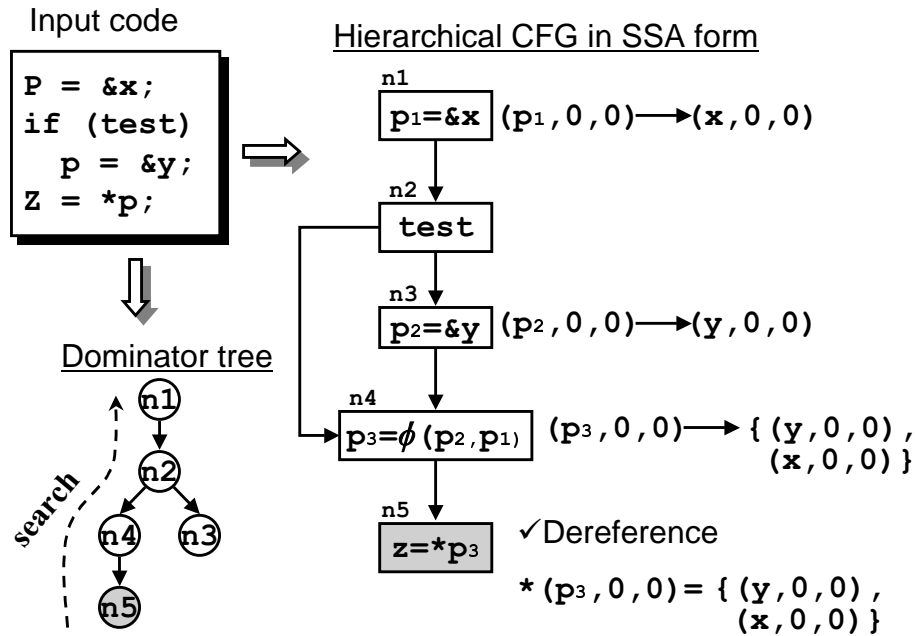 Input code
P = &x;
if (test)
p = &y;
Z = *p;
Hierarchical CFG in SSA form
n1
p1=&x (p1,0,0) → (x,0,0)
n2
test
n3
p2=&y (p2,0,0) → (y,0,0)
n4
p3=ϕ(p2,p1) (p3,0,0) → {(y,0,0),
(x,0,0)}
n5
z=*p3
✓Dereference
*(p3,0,0)={(y,0,0),
(x,0,0)}
Dominator tree
n1
n2
n4 n3
n5
search